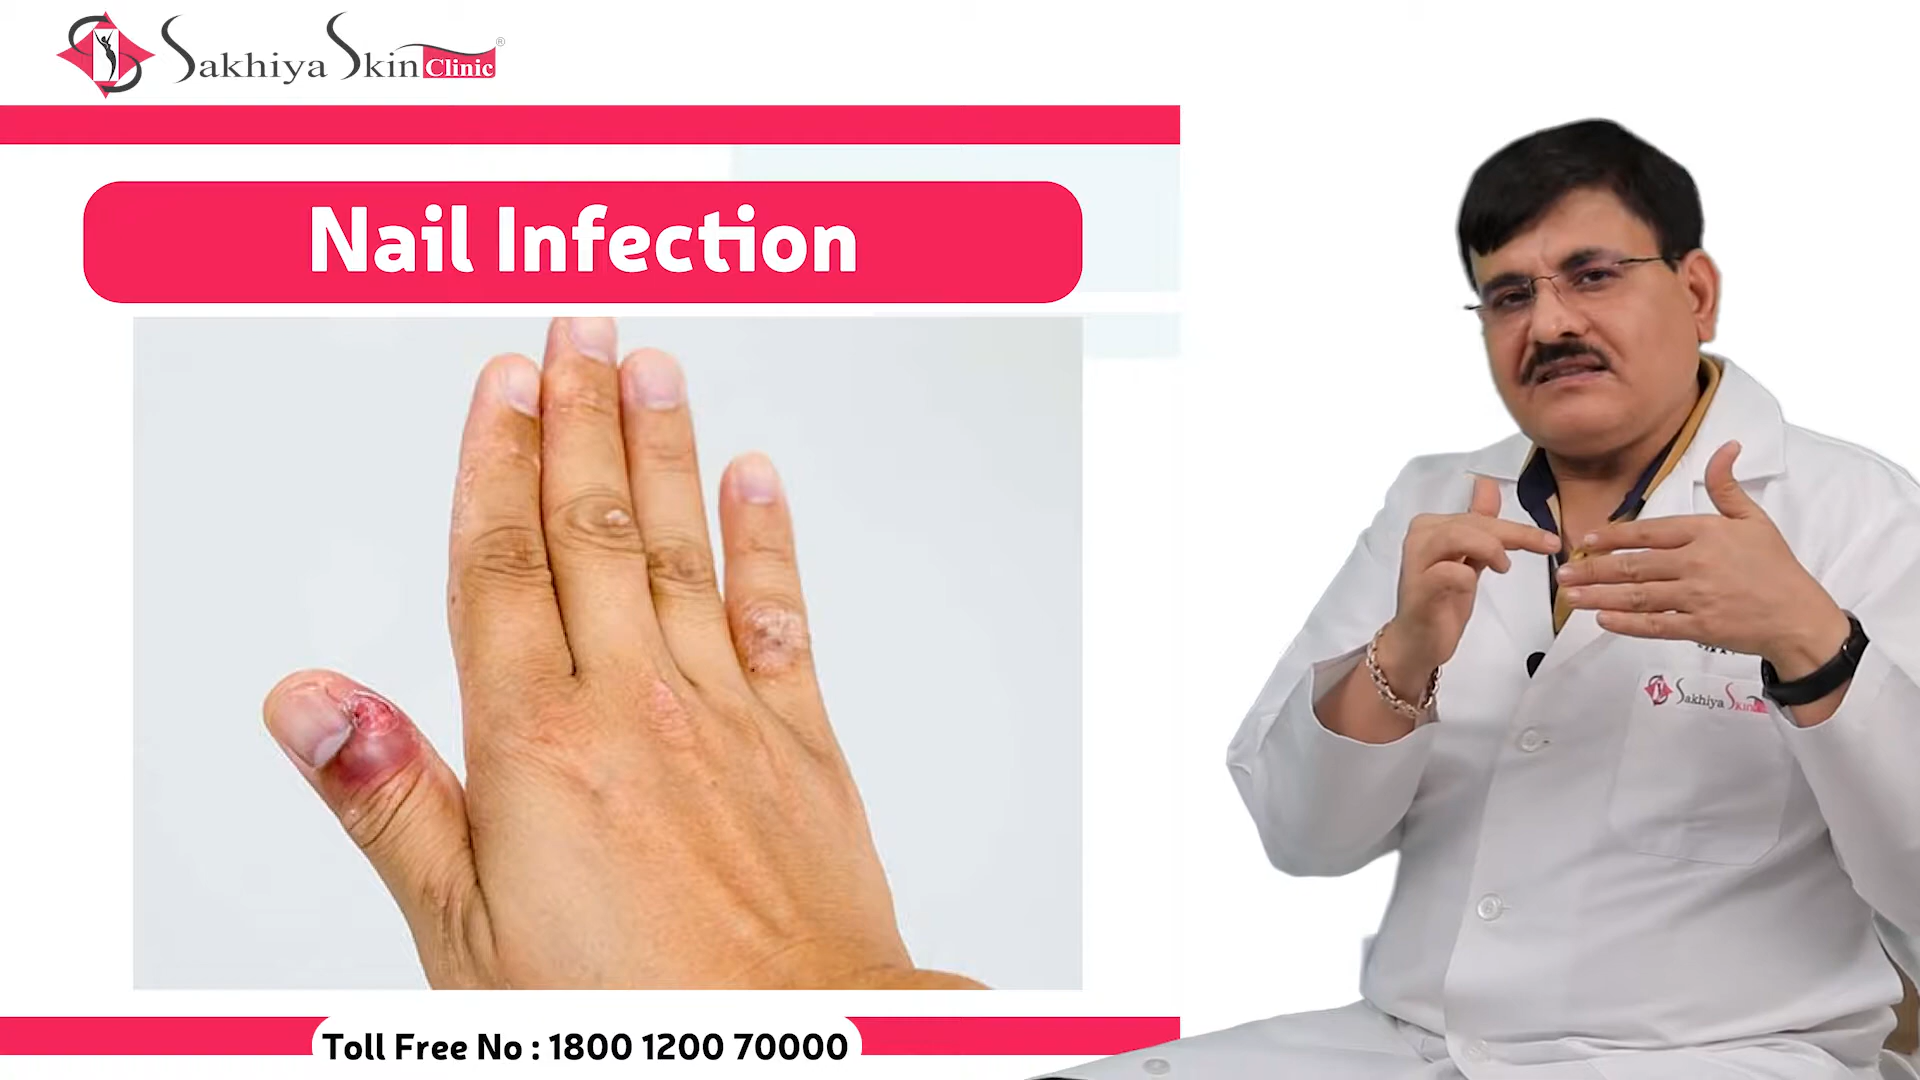 Sakhiya Skin Clinic ®
Nail Infection
Sakhiya Skin
Toll Free No : 1800 1200 70000